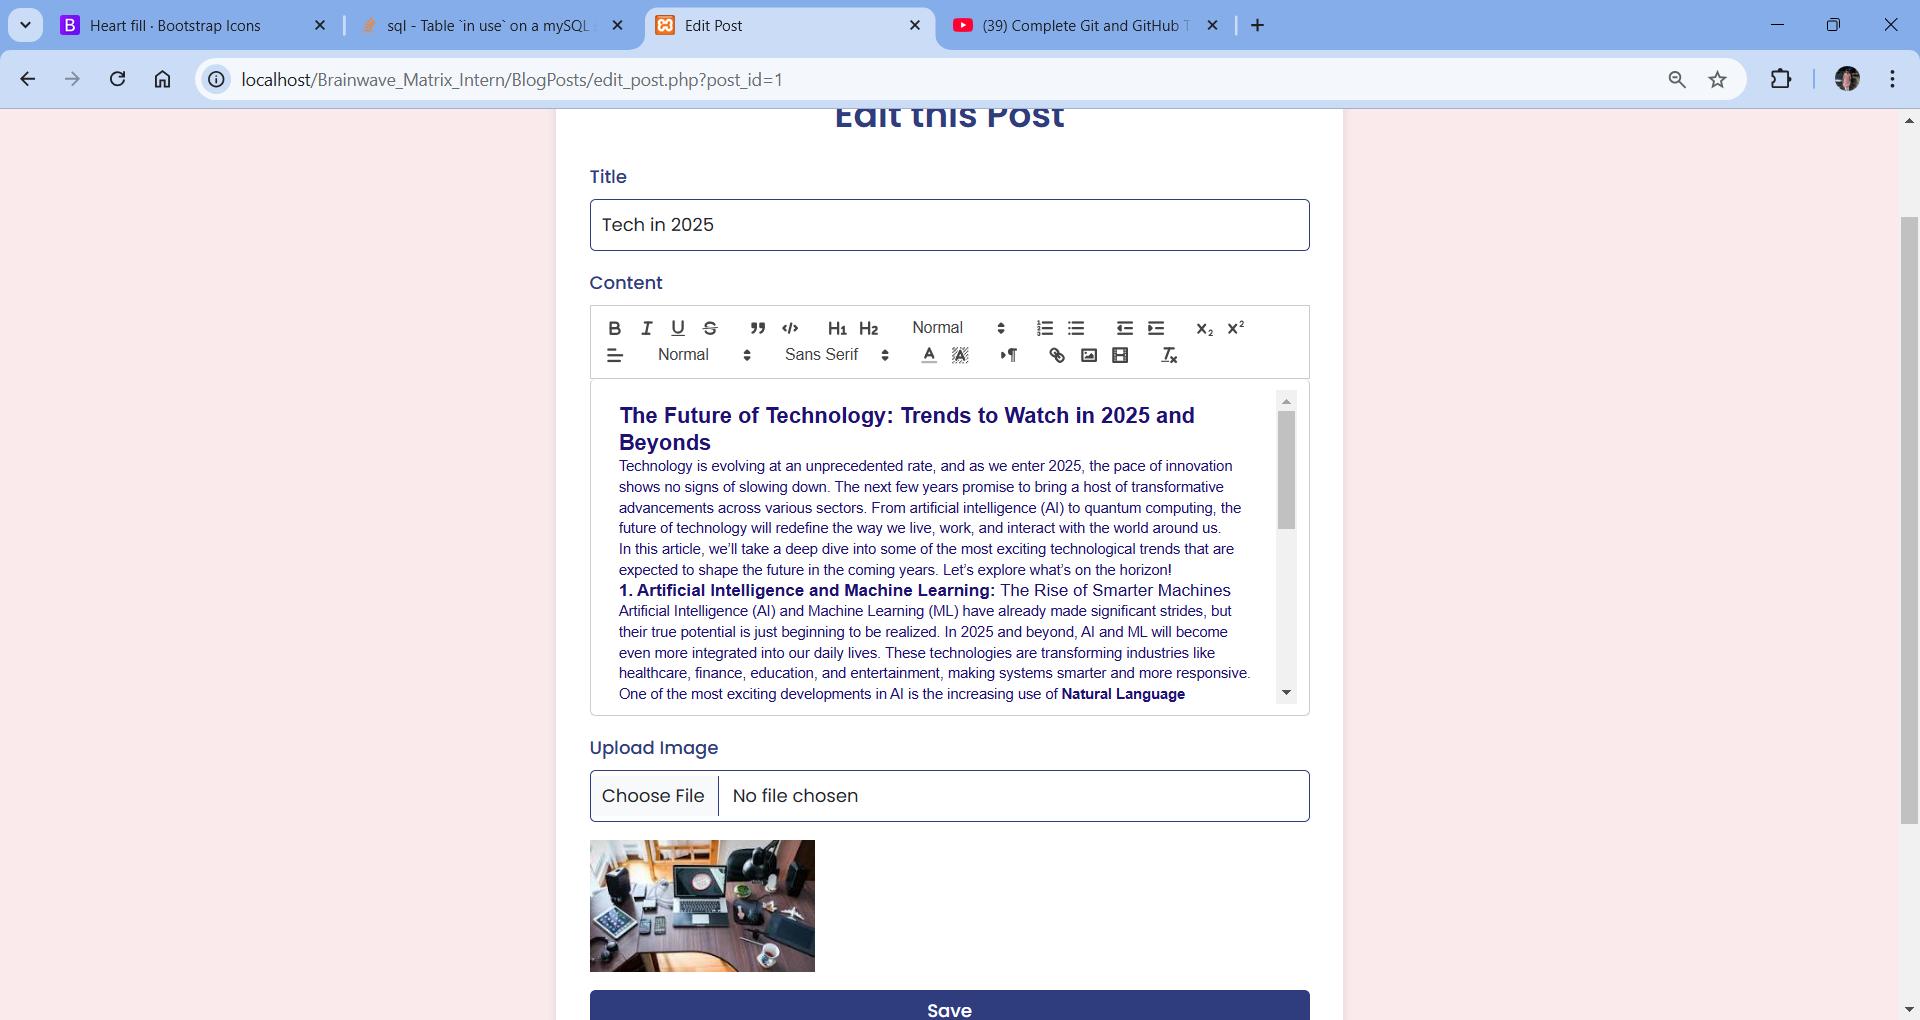 Heart fill · Bootstrap Icons
sql - Table `in use` on a mySQL
Edit Post
(39) Complete Git and GitHub T
localhost/Brainwave_Matrix_Intern/BlogPosts/edit_post.php?post_id=1
Edit this Post
Title
Tech in 2025
Content
B I U S H1 H2 Normal X2 X2
Normal Sans Serif A A Tx
The Future of Technology: Trends to Watch in 2025 and
Beyonds
Technology is evolving at an unprecedented rate, and as we enter 2025, the pace of innovation
shows no signs of slowing down. The next few years promise to bring a host of transformative
advancements across various sectors. From artificial intelligence (AI) to quantum computing, the
future of technology will redefine the way we live, work, and interact with the world around us.
In this article, we’ll take a deep dive into some of the most exciting technological trends that are
expected to shape the future in the coming years. Let’s explore what’s on the horizon!
1. Artificial Intelligence and Machine Learning: The Rise of Smarter Machines
Artificial Intelligence (AI) and Machine Learning (ML) have already made significant strides, but
their true potential is just beginning to be realized. In 2025 and beyond, AI and ML will become
even more integrated into our daily lives. These technologies are transforming industries like
healthcare, finance, education, and entertainment, making systems smarter and more responsive.
One of the most exciting developments in AI is the increasing use of Natural Language
Upload Image
Choose File No file chosen
Save